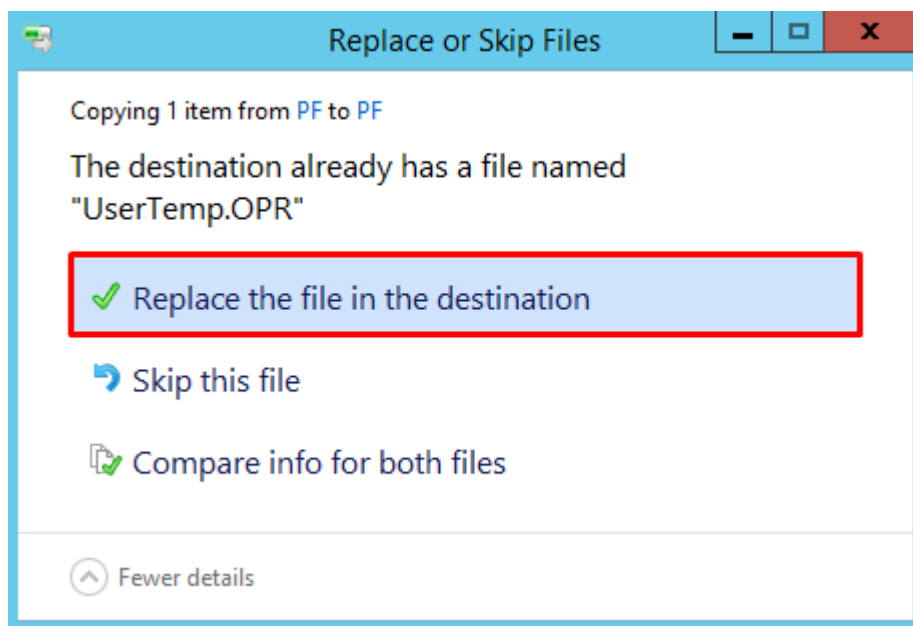 Replace or Skip Files
Copying 1 item from PF to PF
The destination already has a file named
"UserTemp.OPR"
Replace the file in the destination
Skip this file
Compare info for both files
Fewer details